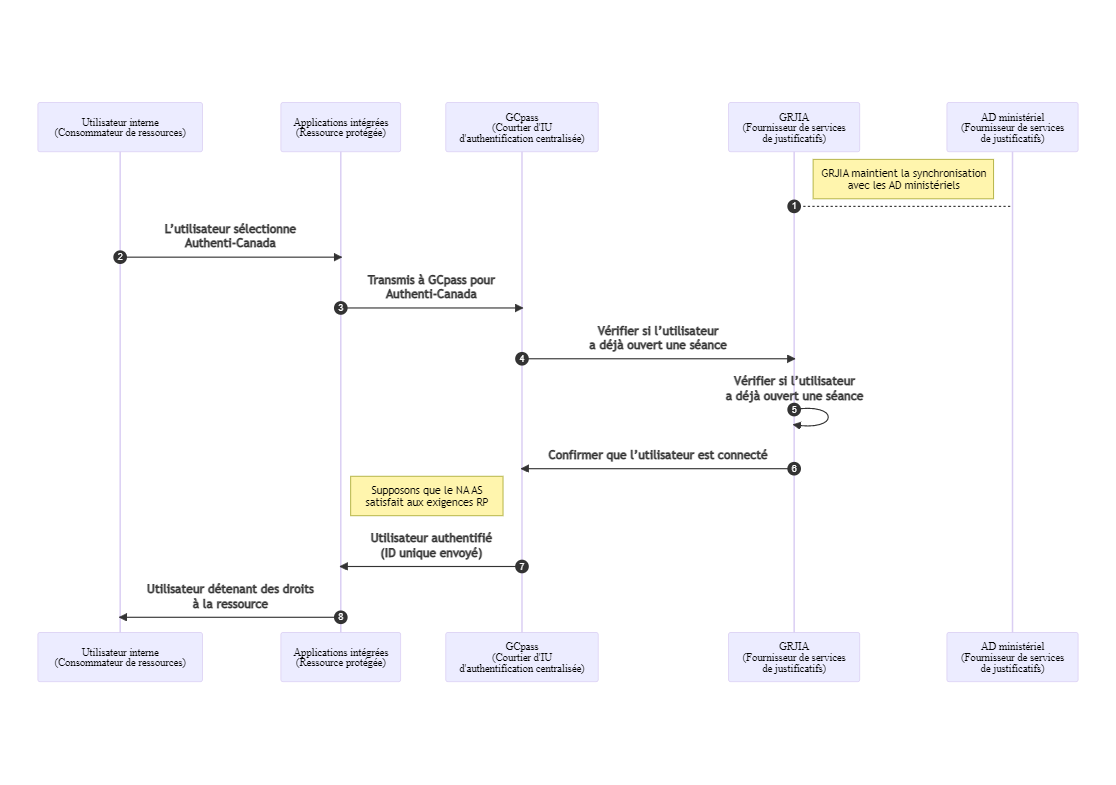 Utilisateur interne
(Consommateur de ressources)
Applications intégrées
(Ressource protégée)
GCpass
(Courtier d'IU
d'authentification centralisée)
GRJIA
(Fournisseur de services
de justificatifs)
AD ministériel
(Fournisseur de services
de justificatifs)
GRJIA maintient la synchronisation
avec les AD ministériels
1
L’utilisateur sélectionne
Authenti-Canada
2
Transmis à GCpass pour
Authenti-Canada
3
Vérifier si l’utilisateur
a déjà ouvert une séance
4
Vérifier si l’utilisateur
a déjà ouvert une séance
5
Confirmer que l’utilisateur est connecté
6
Supposons que le NAAS
satisfait aux exigences RP
Utilisateur authentifié
(ID unique envoyé)
7
Utilisateur détenant des droits
à la ressource
8
Utilisateur interne
(Consommateur de ressources)
Applications intégrées
(Ressource protégée)
GCpass
(Courtier d'IU
d'authentification centralisée)
GRJIA
(Fournisseur de services
de justificatifs)
AD ministériel
(Fournisseur de services
de justificatifs)